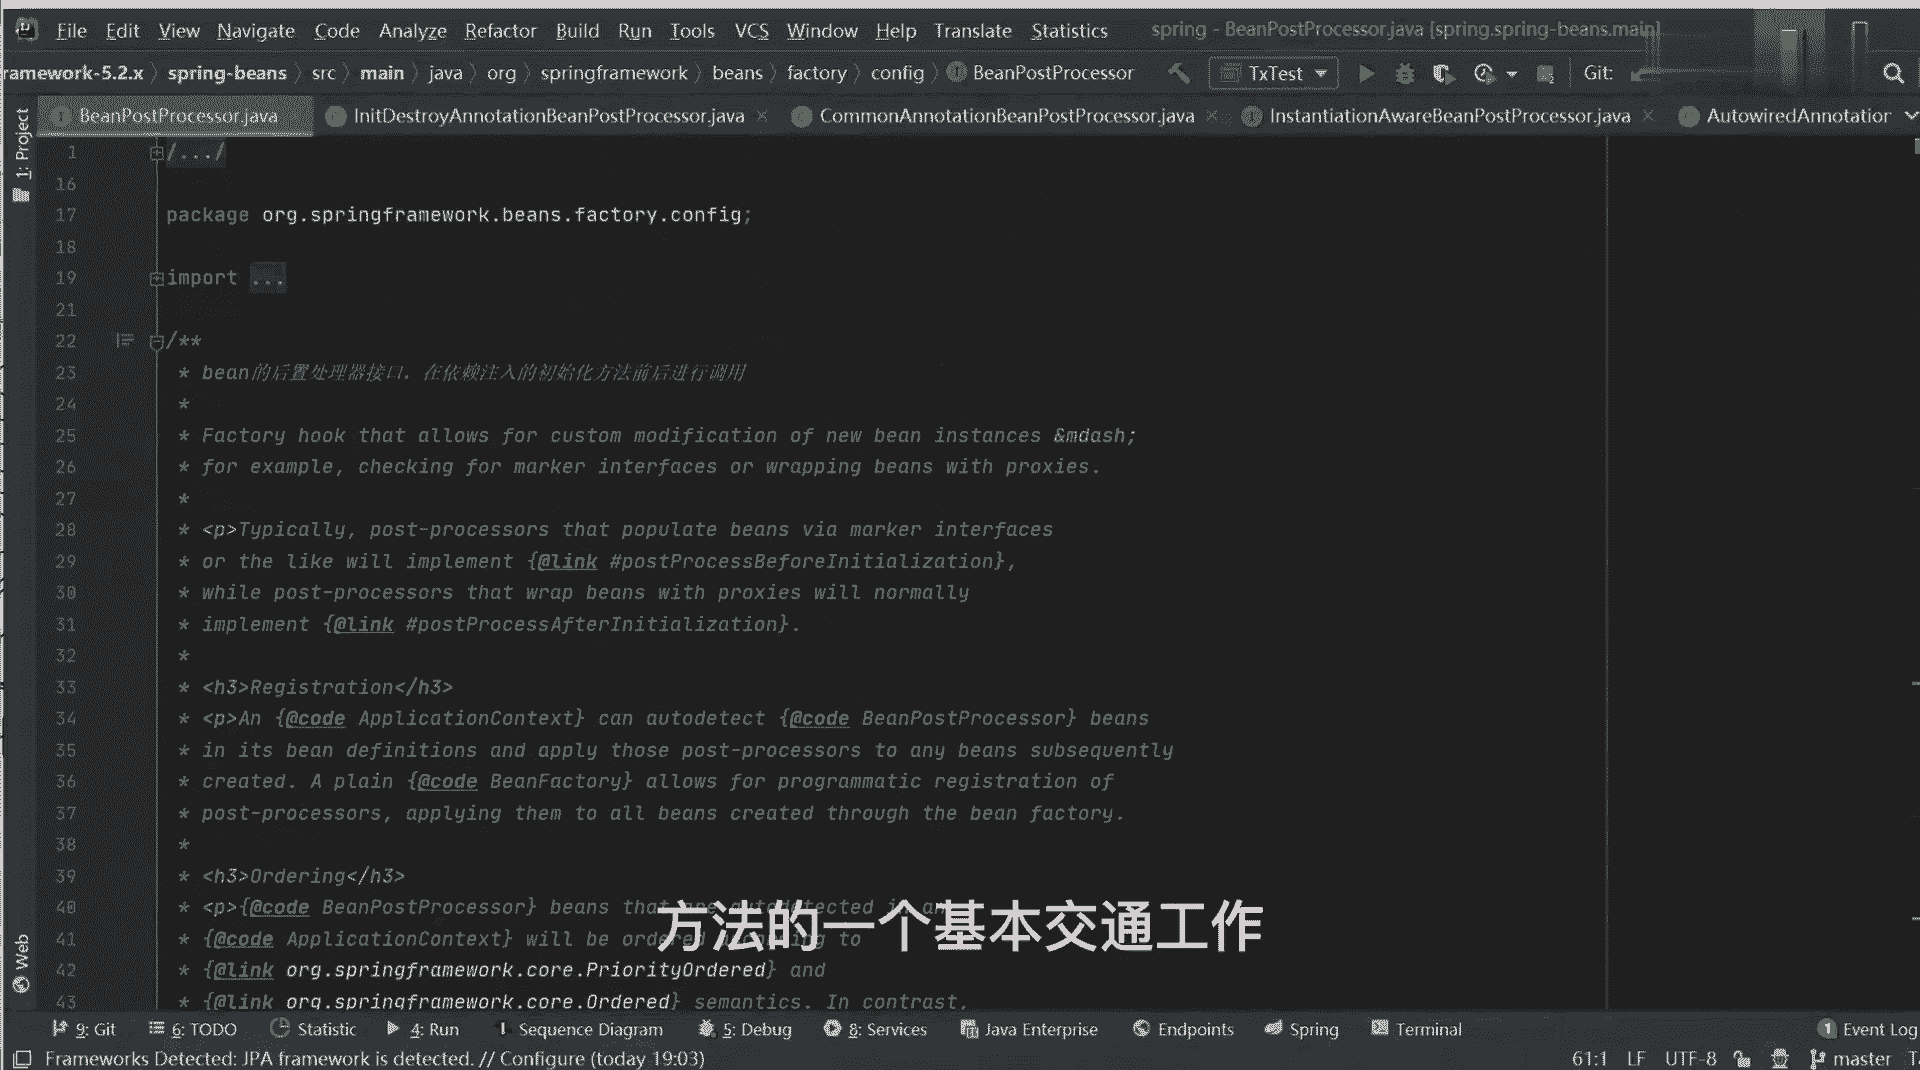 File Edit View Navigate Code Analyze Refactor Build Run Tools VCS Window Help Translate Statistics spring - BeanPostProcessor.java [spring.spring-beans.main]
ramework-5.2.x spring-beans src main java org springframework beans factory config BeanPostProcessor TxTest Git:
BeanPostProcessor.java InitDestroyAnnotationBeanPostProcessor.java CommonAnnotationBeanPostProcessor.java InstantiationAwareBeanPostProcessor.java AutowiredAnnotation
1: Project
1 /.../
16
17 package org.springframework.beans.factory.config;
18
19 import ...
21
22 /**
23 * bean的后置处理器接口. 在依赖注入的初始化方法前后进行调用
24 *
25 * Factory hook that allows for custom modification of new bean instances &mdash;
26 * for example, checking for marker interfaces or wrapping beans with proxies.
27 *
28 * <p>Typically, post-processors that populate beans via marker interfaces
29 * or the like will implement {@link #postProcessBeforeInitialization},
30 * while post-processors that wrap beans with proxies will normally
31 * implement {@link #postProcessAfterInitialization}.
32 *
33 * <h3>Registration</h3>
34 * <p>An {@code ApplicationContext} can autodetect {@code BeanPostProcessor} beans
35 * in its bean definitions and apply those post-processors to any beans subsequently
36 * created. A plain {@code BeanFactory} allows for programmatic registration of
37 * post-processors, applying them to all beans created through the bean factory.
38 *
39 * <h3>Ordering</h3>
40 * <p>{@code BeanPostProcessor} beans that are autodetected in an
41 * {@code ApplicationContext} will be ordered according to
42 * {@link org.springframework.core.PriorityOrdered} and
43 * {@link org.springframework.core.Ordered} semantics. In contrast,
方法的一个基本交通工作
Web
9: Git 6: TODO Statistic 4: Run Sequence Diagram 5: Debug 8: Services Java Enterprise Endpoints Spring Terminal 1 Event Log
Frameworks Detected: JPA framework is detected. // Configure (today 19:03) 61:1 LF UTF-8 master